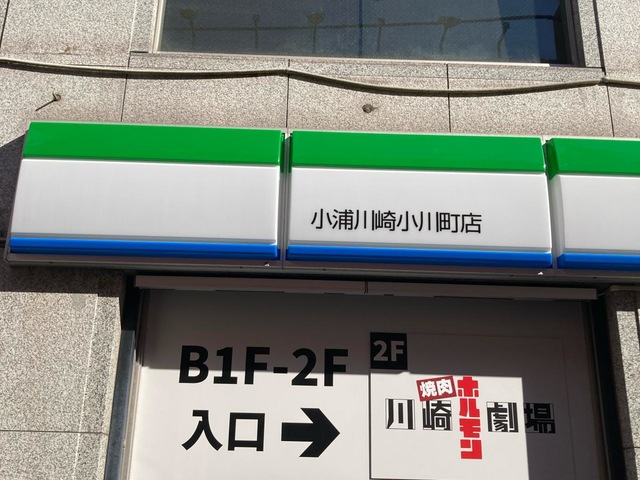 小浦川崎小川町店
B1F-2F
入口
2F
焼肉
ホルモン
川崎劇場